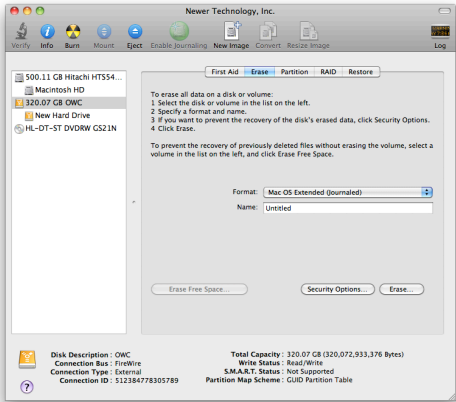 Newer Technology, Inc.
Verify Info Burn Mount Eject Enable Journaling New Image Convert Resize Image Log
First Aid Erase Partition RAID Restore
500.11 GB Hitachi HTS54...
Macintosh HD
320.07 GB OWC
New Hard Drive
HL-DT-ST DVDRW GS21N
To erase all data on a disk or volume:
1 Select the disk or volume in the list on the left.
2 Specify a format and name.
3 If you want to prevent the recovery of the disk's erased data, click Security Options.
4 Click Erase.
To prevent the recovery of previously deleted files without erasing the volume, select a
volume in the list on the left, and click Erase Free Space.
Format: Mac OS Extended (Journaled)
Name: Untitled
Erase Free Space... Security Options... Erase...
Disk Description : OWC
Connection Bus : FireWire
Connection Type : External
Connection ID : 512384778305789
Total Capacity : 320.07 GB (320,072,933,376 Bytes)
Write Status : Read/Write
S.M.A.R.T. Status : Not Supported
Partition Map Scheme : GUID Partition Table
?